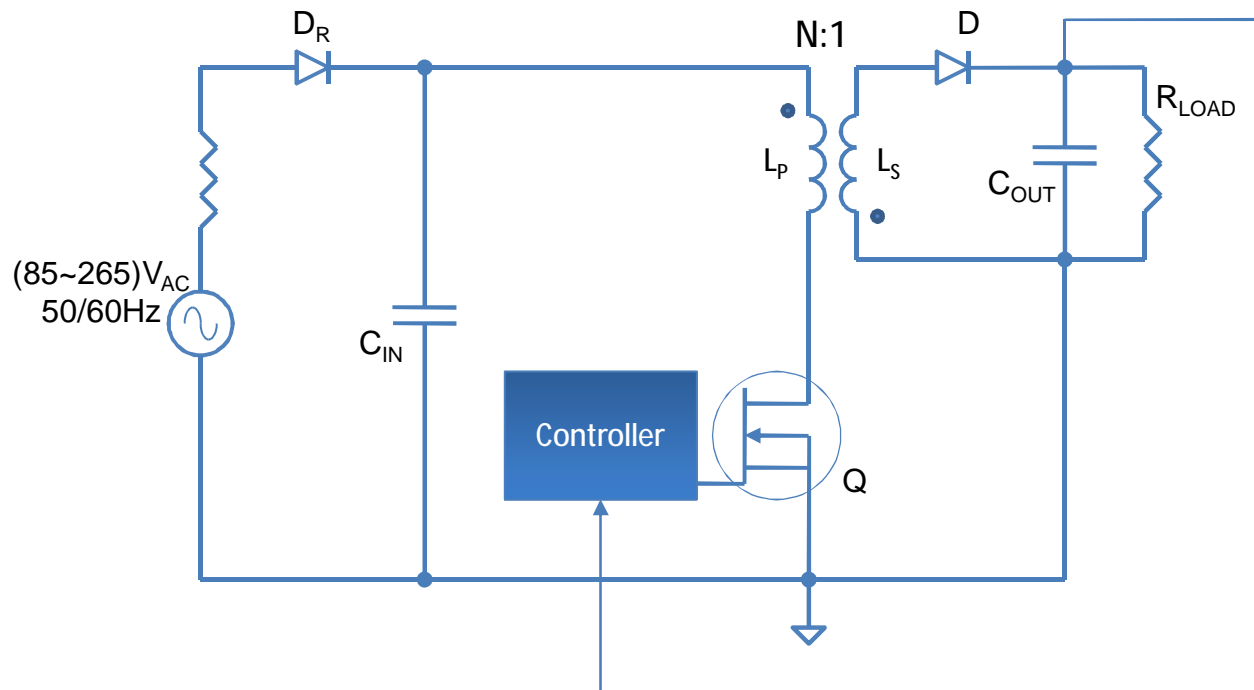 D_R
N:1
D
R_LOAD
L_P
L_S
C_OUT
(85~265)V_AC
50/60Hz
C_IN
Controller
Q